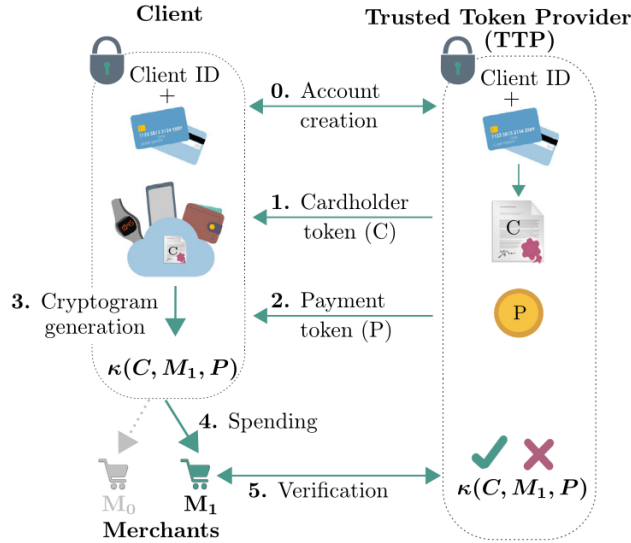 Client
Trusted Token Provider
(TTP)
Client ID
+
Client ID
+
0. Account
creation
1. Cardholder
token (C)
C
C
2. Payment
token (P)
P
3. Cryptogram
generation
κ(C, M₁, P)
4. Spending
M₀
M₁
Merchants
5. Verification
κ(C, M₁, P)